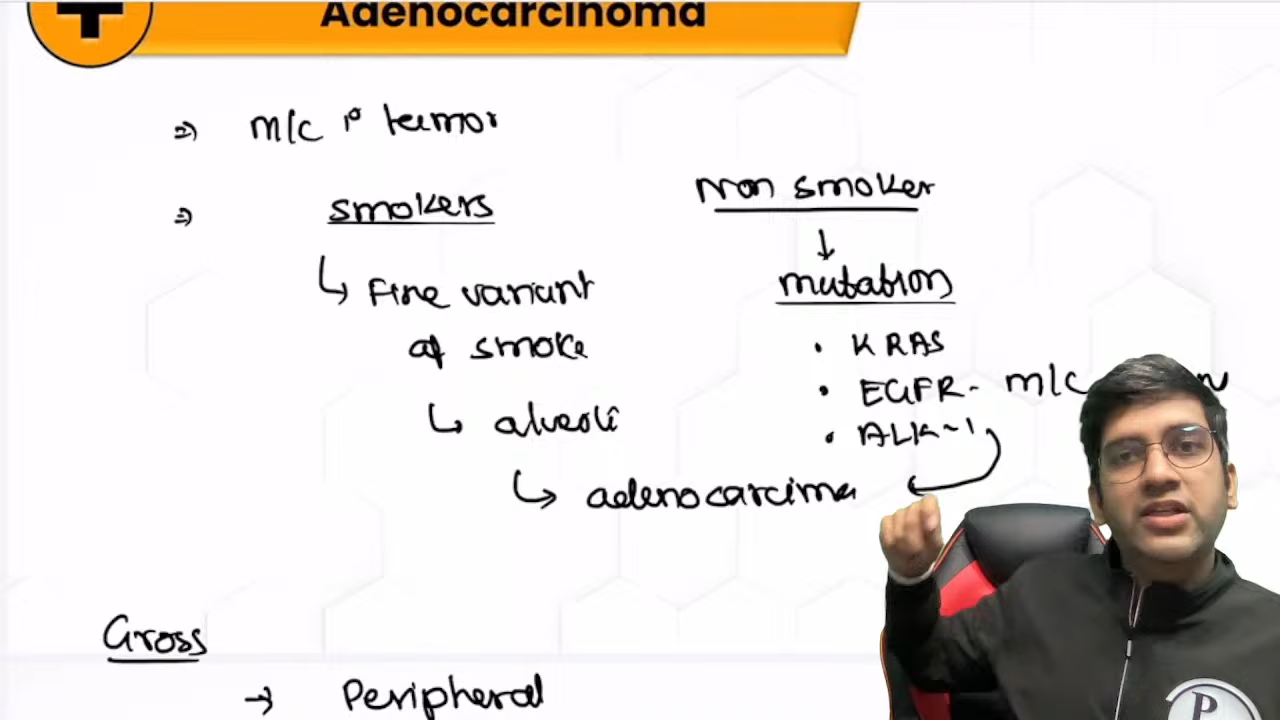 Adenocarcinoma
⇒ m/c 1° tumor
⇒ smokers
↳ Fine variant
of smoke
↳ alveoli
↳ adenocarcinoma
Non smoker
↓
mutation
• KRAS
• EGFR - m/c
• ALK-1
Gross
→ Peripheral
P